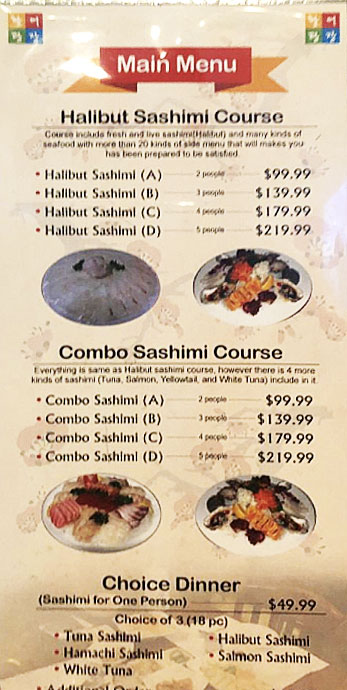 어
Main Menu
Halibut Sashimi Course
Course include fresh and live sashimi(Halibut) and many kinds of
seafood with more than 20 kinds of side menu that will makes you
has been prepared to be satisfied.
• Halibut Sashimi (A) 2 people $99.99
• Halibut Sashimi (B) 3 people $139.99
• Halibut Sashimi (C) 4 people $179.99
• Halibut Sashimi (D) 5 people $219.99
Combo Sashimi Course
Everything is same as Halibut sashimi course, however there is 4 more
kinds of sashimi (Tuna, Salmon, Yellowtail, and White Tuna) include in it.
• Combo Sashimi (A) 2 people $99.99
• Combo Sashimi (B) 3 people $139.99
• Combo Sashimi (C) 4 people $179.99
• Combo Sashimi (D) 5 people $219.99
Choice Dinner
(Sashimi for One Person) $49.99
Choice of 3 (18 pc)
• Tuna Sashimi • Halibut Sashimi
• Hamachi Sashimi • Salmon Sashimi
• White Tuna
• Additional Order